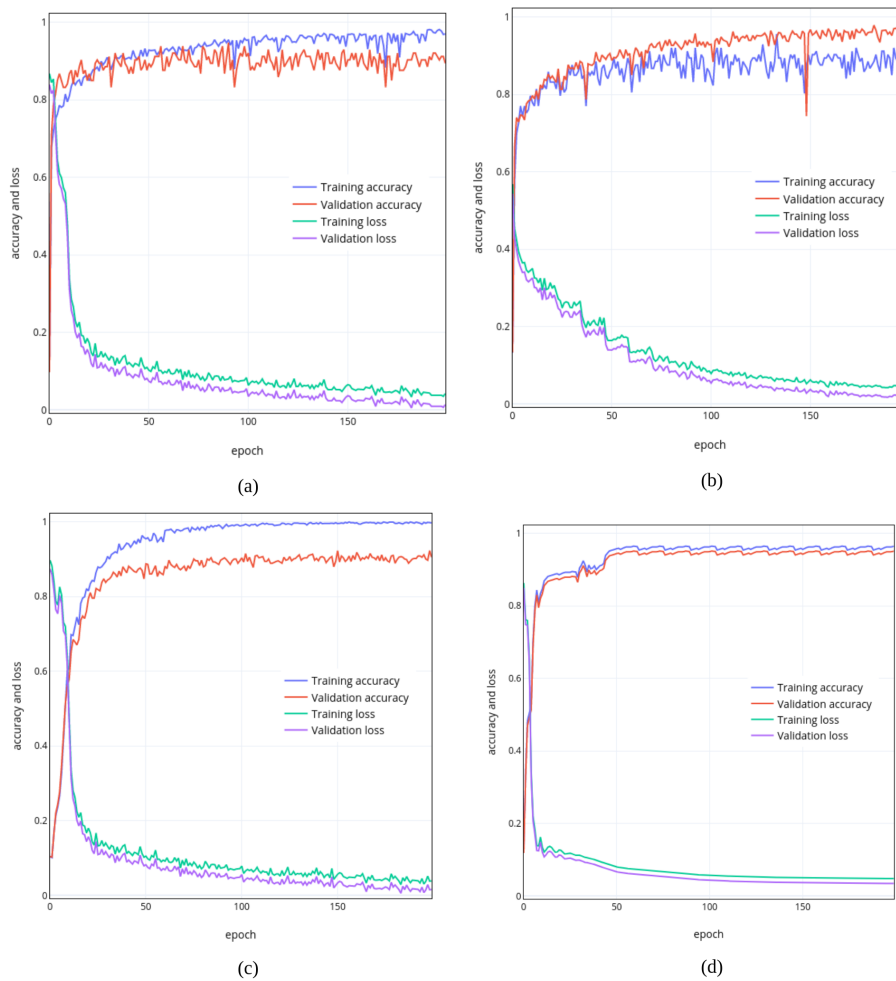 1
0.8
0.6
0.4
0.2
0
0
50
100
150
accuracy and loss
epoch
Training accuracy
Validation accuracy
Training loss
Validation loss
(a)
1
0.8
0.6
0.4
0.2
0
0
50
100
150
accuracy and loss
epoch
Training accuracy
Validation accuracy
Training loss
Validation loss
(b)
1
0.8
0.6
0.4
0.2
0
0
50
100
150
accuracy and loss
epoch
Training accuracy
Validation accuracy
Training loss
Validation loss
(c)
1
0.8
0.6
0.4
0.2
0
0
50
100
150
accuracy and loss
epoch
Training accuracy
Validation accuracy
Training loss
Validation loss
(d)